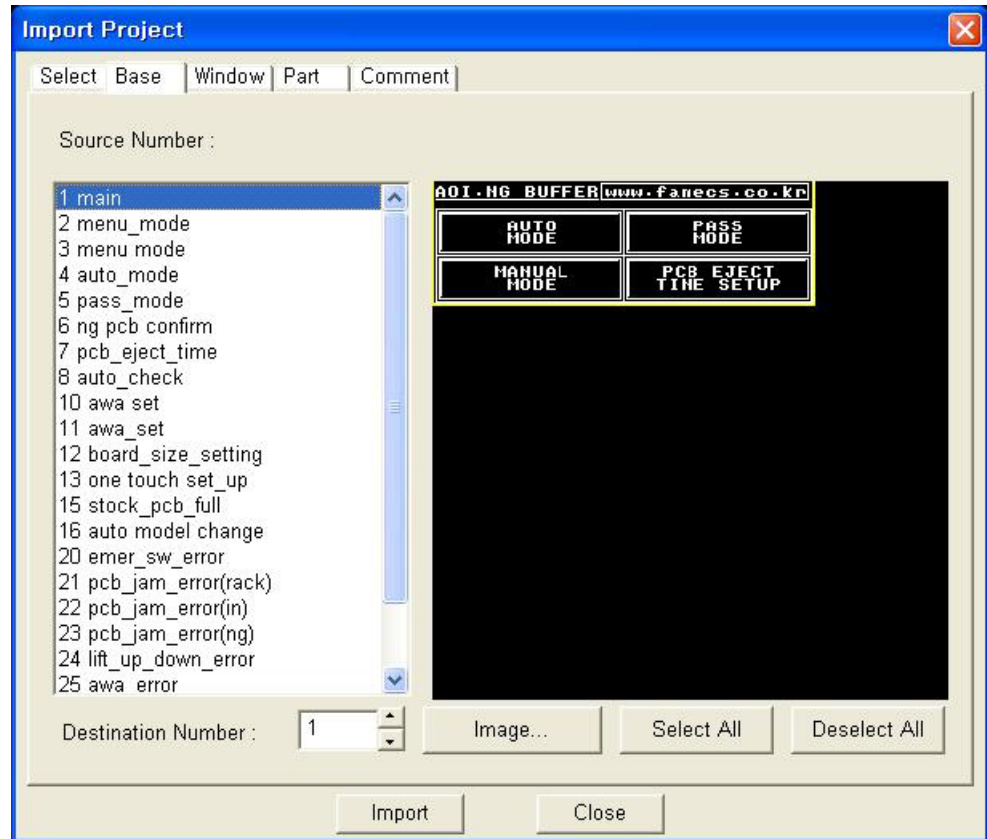 Import Project
Select Base Window Part Comment
Source Number :
1 main
2 menu_mode
3 menu mode
4 auto_mode
5 pass_mode
6 ng pcb confirm
7 pcb_eject_time
8 auto_check
10 awa set
11 awa_set
12 board_size_setting
13 one touch set_up
15 stock_pcb_full
16 auto model change
20 emer_sw_error
21 pcb_jam_error(rack)
22 pcb_jam_error(in)
23 pcb_jam_error(ng)
24 lift_up_down_error
25 awa error
AOI.NG BUFFER www.fanecs.co.kr
AUTO MODE
PASS MODE
MANUAL MODE
PCB EJECT TIME SETUP
Destination Number : 1
Image... Select All Deselect All
Import Close